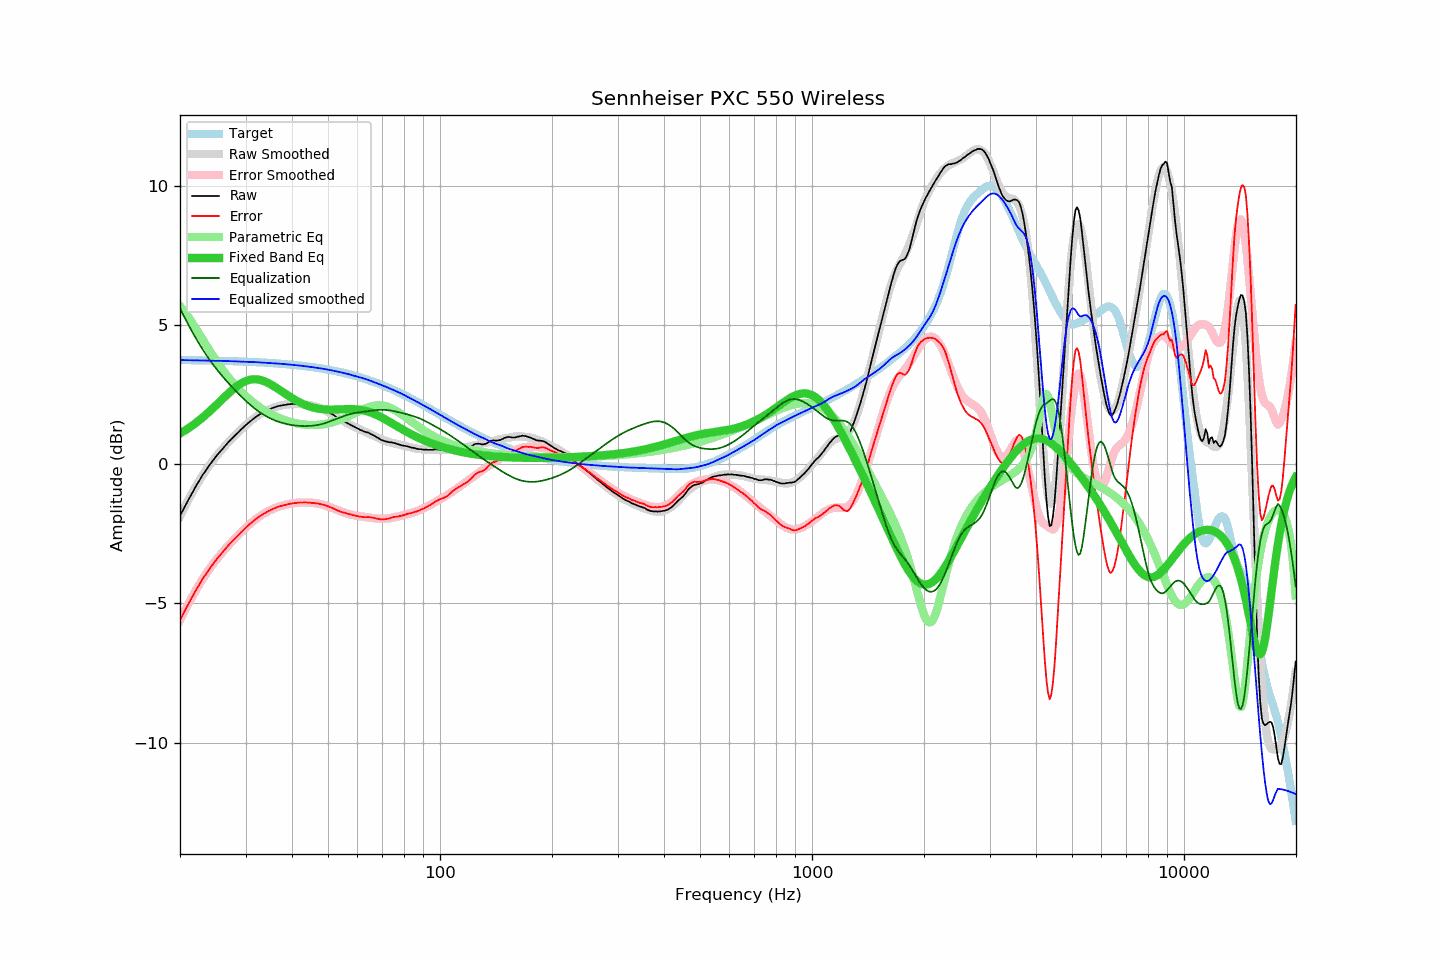 Sennheiser PXC 550 Wireless
Target
Raw Smoothed
Error Smoothed
Raw
Error
Parametric Eq
Fixed Band Eq
Equalization
Equalized smoothed
10
5
0
−5
−10
Amplitude (dBr)
100
1000
10000
Frequency (Hz)